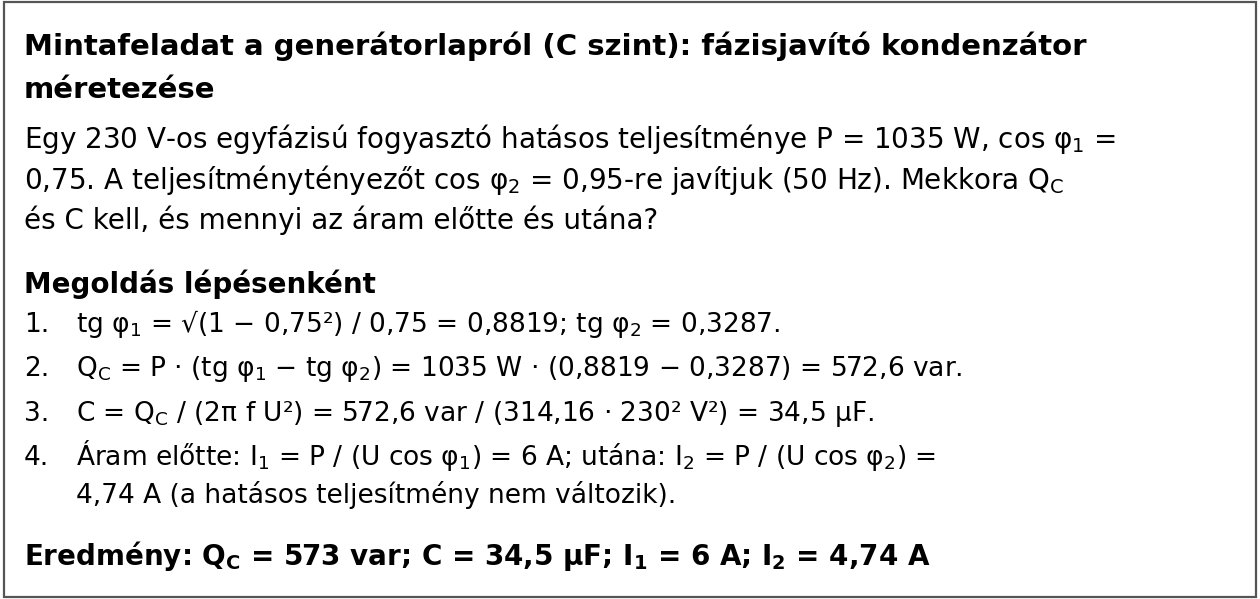 Mintafeladat a generátorlapról (C szint): fázisjavító kondenzátor
méretezése
Egy 230 V-os egyfázisú fogyasztó hatásos teljesítménye P = 1035 W, cos φ₁ =
0,75. A teljesítménytényezőt cos φ₂ = 0,95-re javítjuk (50 Hz). Mekkora Q_C
és C kell, és mennyi az áram előtte és utána?
Megoldás lépésenként
1. tg φ₁ = √(1 − 0,75²) / 0,75 = 0,8819; tg φ₂ = 0,3287.
2. Q_C = P · (tg φ₁ − tg φ₂) = 1035 W · (0,8819 − 0,3287) = 572,6 var.
3. C = Q_C / (2π f U²) = 572,6 var / (314,16 · 230² V²) = 34,5 µF.
4. Áram előtte: I₁ = P / (U cos φ₁) = 6 A; utána: I₂ = P / (U cos φ₂) =
4,74 A (a hatásos teljesítmény nem változik).
Eredmény: Q_C = 573 var; C = 34,5 µF; I₁ = 6 A; I₂ = 4,74 A